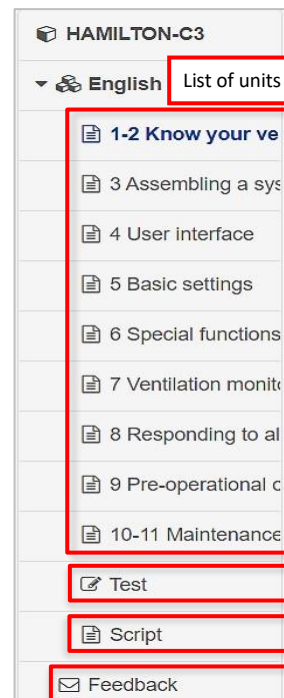 HAMILTON-C3
English List of units
1-2 Know your ve
3 Assembling a sys
4 User interface
5 Basic settings
6 Special functions
7 Ventilation monito
8 Responding to al
9 Pre-operational c
10-11 Maintenance
Test
Script
Feedback